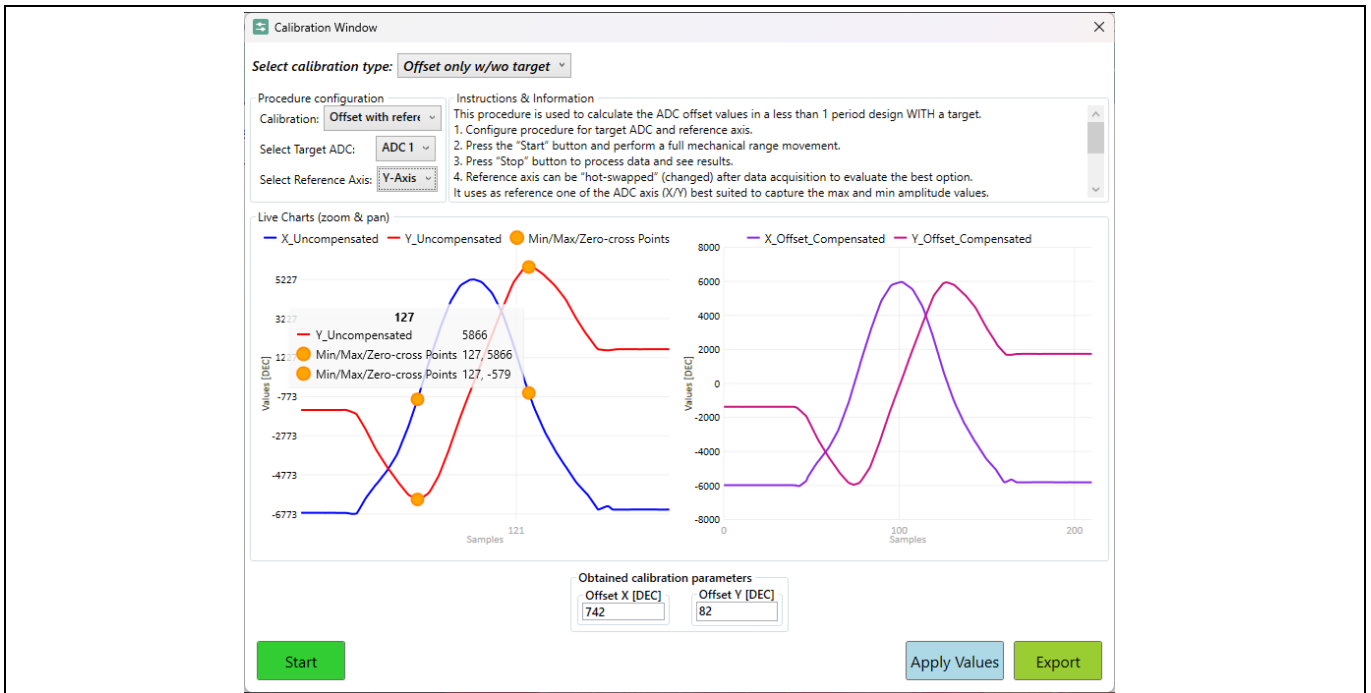 Calibration Window
Select calibration type: Offset only w/wo target
Procedure configuration
Calibration: Offset with refere
Select Target ADC: ADC 1
Select Reference Axis: Y-Axis
Instructions & Information
This procedure is used to calculate the ADC offset values in a less than 1 period design WITH a target.
1. Configure procedure for target ADC and reference axis.
2. Press the "Start" button and perform a full mechanical range movement.
3. Press "Stop" button to process data and see results.
4. Reference axis can be "hot-swapped" (changed) after data acquisition to evaluate the best option.
It uses as reference one of the ADC axis (X/Y) best suited to capture the max and min amplitude values.
Live Charts (zoom & pan)
X_Uncompensated Y_Uncompensated Min/Max/Zero-cross Points
5227
3227
1227
-773
-2773
-4773
-6773
Values [DEC]
127
Y_Uncompensated 5866
Min/Max/Zero-cross Points 127, 5866
Min/Max/Zero-cross Points 127, -579
121
Samples
X_Offset_Compensated Y_Offset_Compensated
8000
6000
4000
2000
0
-2000
-4000
-6000
-8000
Values [DEC]
0 100 200
Samples
Obtained calibration parameters
Offset X [DEC] Offset Y [DEC]
742 82
Start Apply Values Export